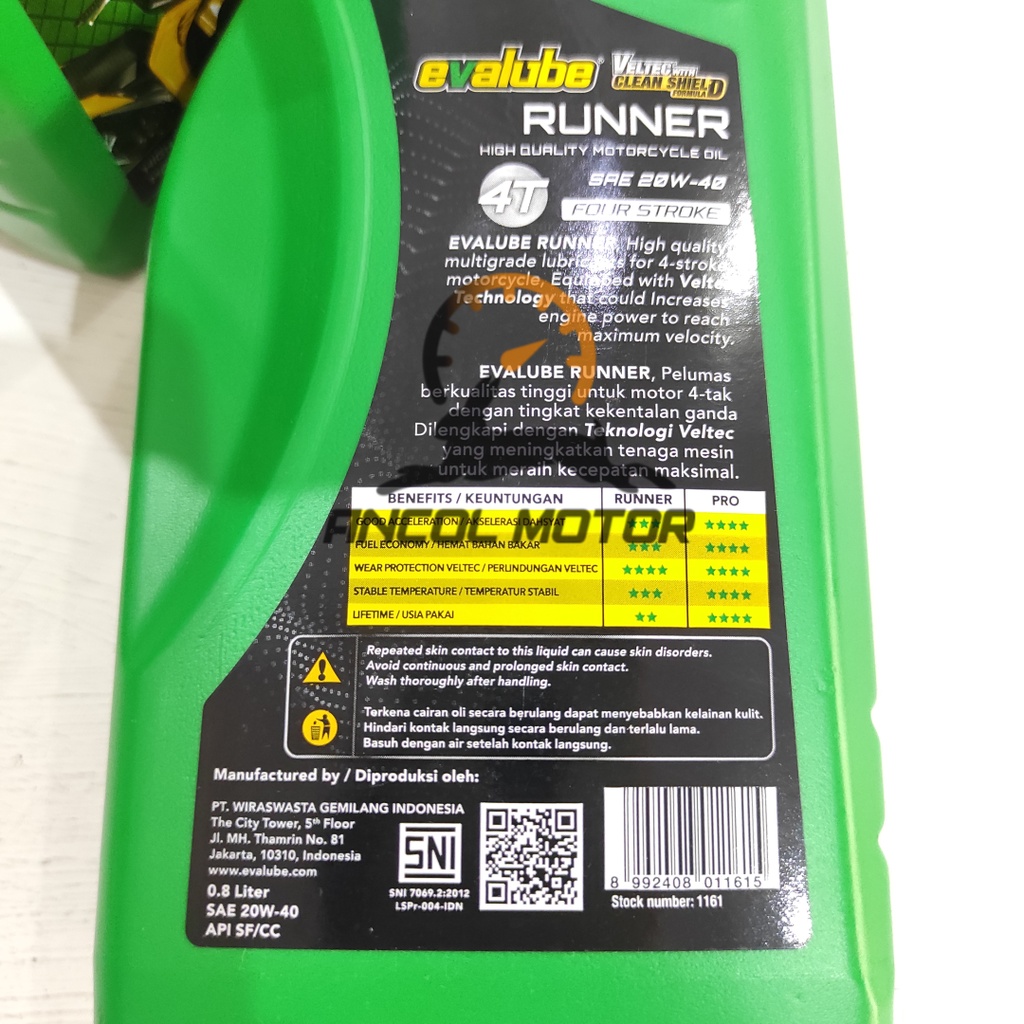 evalube
VELTEC WITH
CLEAN SHIELD
FORMULA
RUNNER
HIGH QUALITY MOTORCYCLE OIL
4T
SAE 20W-40
FOUR STROKE
EVALUBE RUNNER, High quality
multigrade lubricants for 4-stroke
motorcycle, Equipped with Veltec
Technology that could Increases
engine power to reach
maximum velocity.
EVALUBE RUNNER, Pelumas
berkualitas tinggi untuk motor 4-tak
dengan tingkat kekentalan ganda
Dilengkapi dengan Teknologi Veltec
yang meningkatkan tenaga mesin
untuk meraih kecepatan maksimal.
BENEFITS / KEUNTUNGAN RUNNER PRO
GOOD ACCELERATION / AKSELERASI DAHSYAT ★★★ ★★★★
ANCOL MOTOR
FUEL ECONOMY / HEMAT BAHAN BAKAR ★★★ ★★★★
WEAR PROTECTION VELTEC / PERLINDUNGAN VELTEC ★★★★ ★★★★
STABLE TEMPERATURE / TEMPERATUR STABIL ★★★ ★★★★
LIFETIME / USIA PAKAI ★★ ★★★★
Repeated skin contact to this liquid can cause skin disorders.
Avoid continuous and prolonged skin contact.
Wash thoroughly after handling.
Terkena cairan oli secara berulang dapat menyebabkan kelainan kulit.
Hindari kontak langsung secara berulang dan terlalu lama.
Basuh dengan air setelah kontak langsung.
Manufactured by / Diproduksi oleh:
PT. WIRASWASTA GEMILANG INDONESIA
The City Tower, 5th Floor
Jl. MH. Thamrin No. 81
Jakarta, 10310, Indonesia
www.evalube.com
0.8 Liter
SAE 20W-40
API SF/CC
SNI
SNI 7069.2:2012
LSPr-004-IDN
8 992408 011615
Stock number: 1161